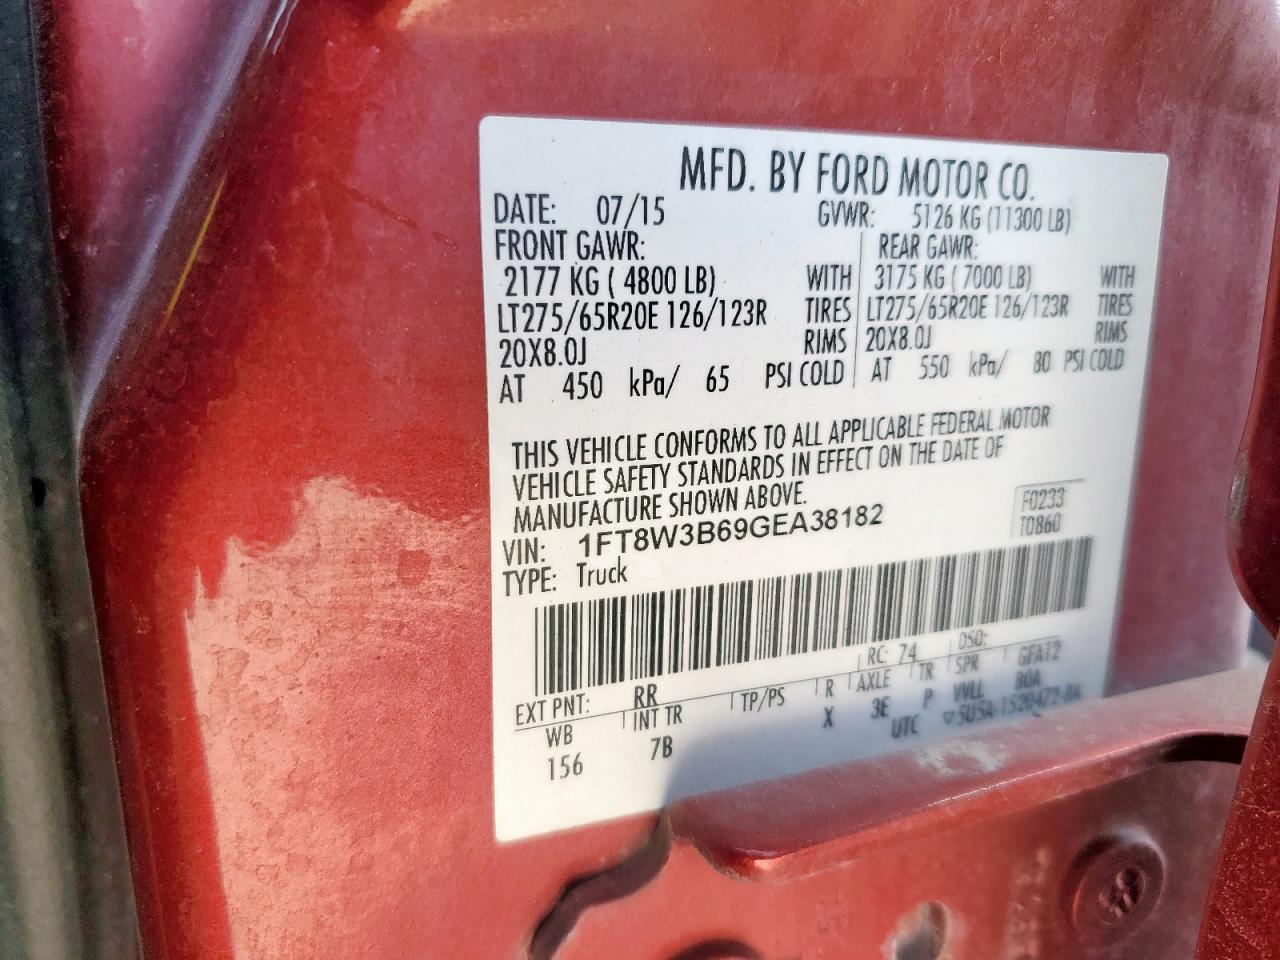 MFD. BY FORD MOTOR CO.
DATE: 07/15 GVWR: 5126 KG (11300 LB)
FRONT GAWR: REAR GAWR:
2177 KG ( 4800 LB) WITH 3175 KG ( 7000 LB) WITH
LT275/65R20E 126/123R TIRES LT275/65R20E 126/123R TIRES
20X8.0J RIMS 20X8.0J RIMS
AT 450 kPa/ 65 PSI COLD AT 550 kPa/ 80 PSI COLD
THIS VEHICLE CONFORMS TO ALL APPLICABLE FEDERAL MOTOR
VEHICLE SAFETY STANDARDS IN EFFECT ON THE DATE OF
MANUFACTURE SHOWN ABOVE.
F0233
VIN: 1FT8W3B69GEA38182 T0860
TYPE: Truck
EXT PNT: RR RC: 74 DSO:
WB INT TR TP/PS R AXLE TR SPR GFA12
156 7B X 3E P VVLL BOA
UTC